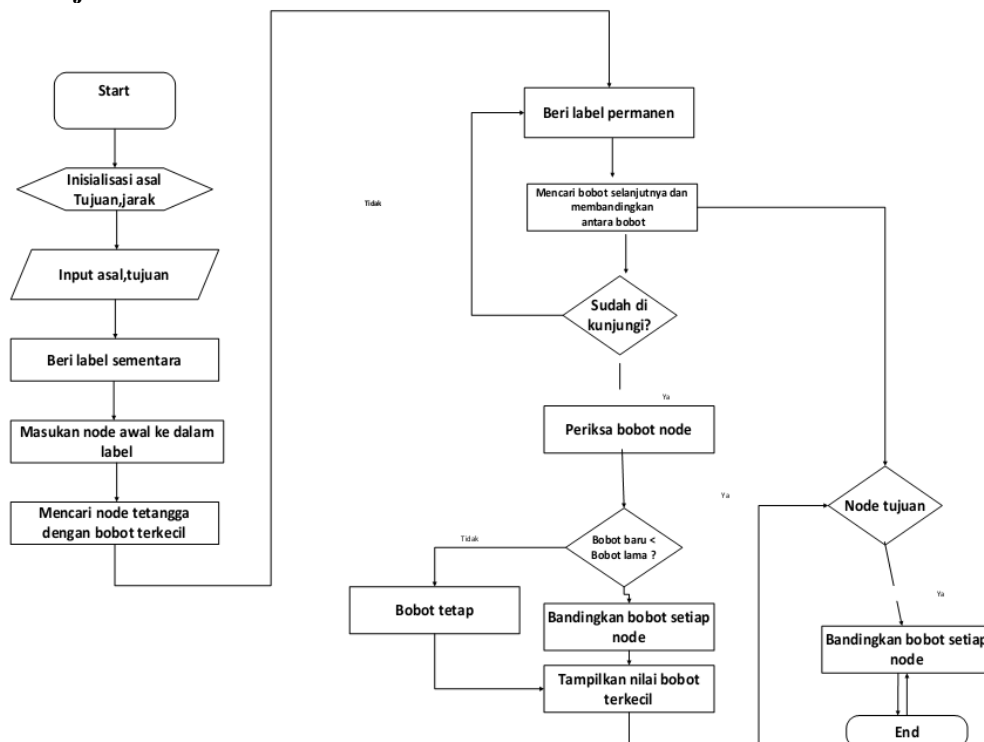 Start
Inisialisasi asal
Tujuan,jarak
Input asal,tujuan
Beri label sementara
Masukan node awal ke dalam
label
Mencari node tetangga
dengan bobot terkecil
Beri label permanen
Mencari bobot selanjutnya dan
membandingkan
antara bobot
Tidak
Sudah di
kunjungi?
Ya
Periksa bobot node
Ya
Bobot baru <
Bobot lama ?
Tidak
Bobot tetap
Bandingkan bobot setiap
node
Tampilkan nilai bobot
terkecil
Node tujuan
Ya
Bandingkan bobot setiap
node
End